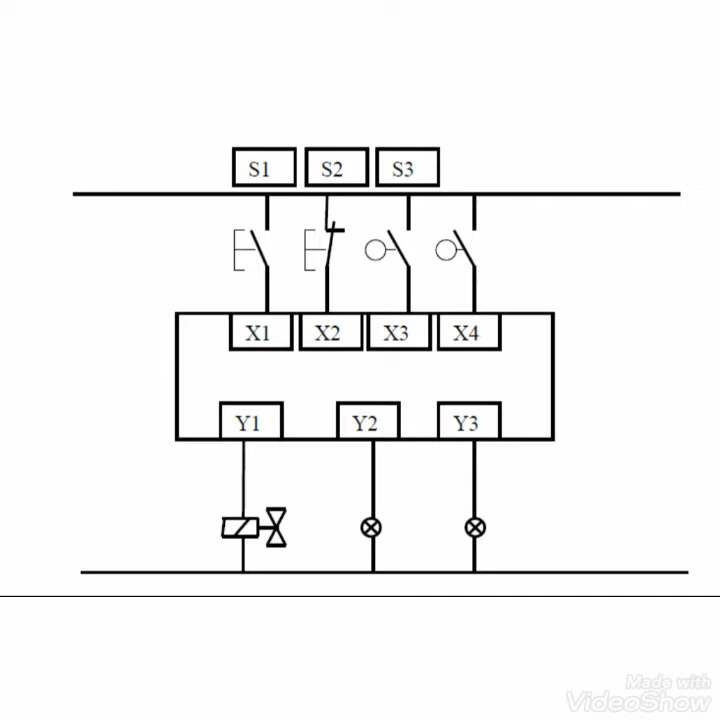 S1 S2 S3
X1 X2 X3 X4
Y1 Y2 Y3
Made with
VideoShow